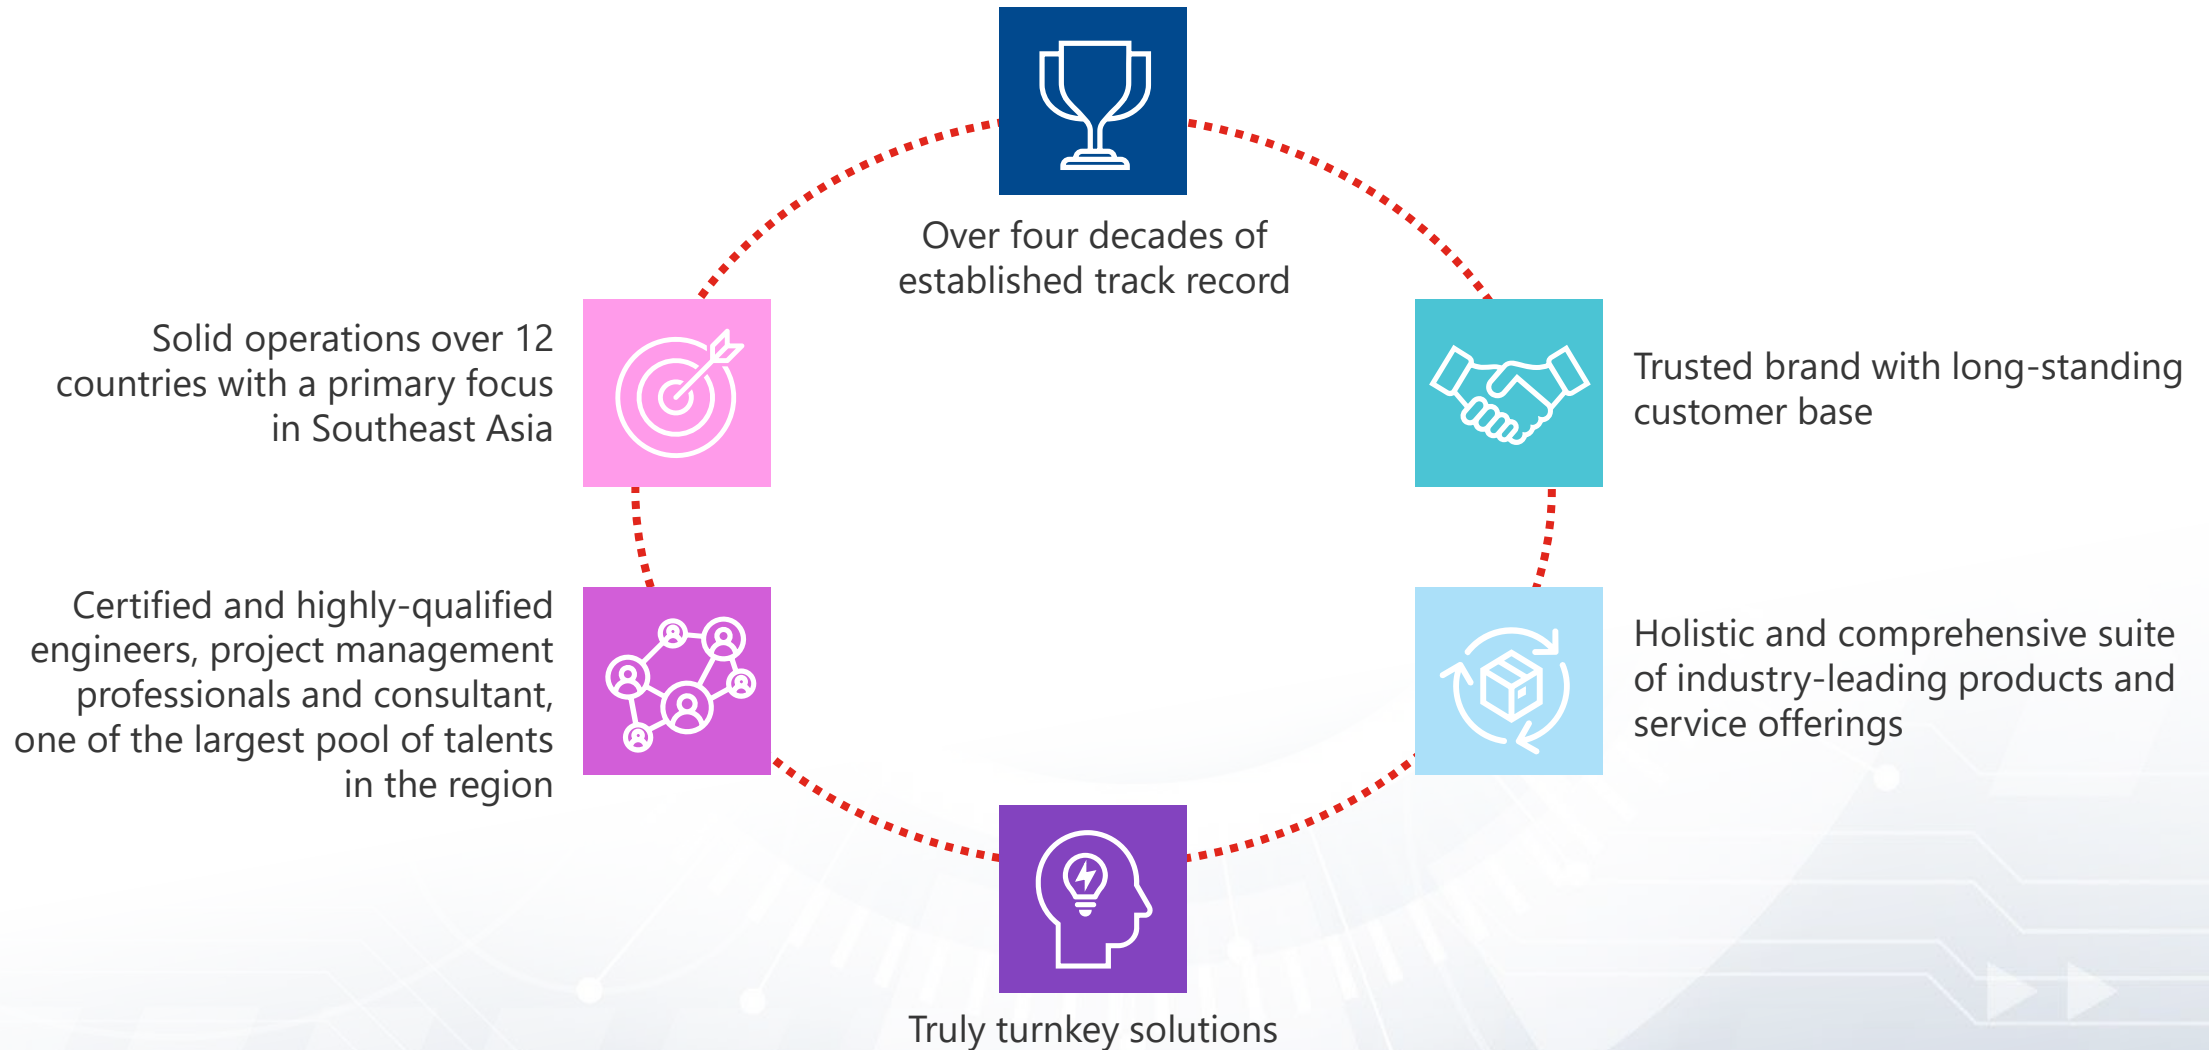 Over four decades of
established track record
Solid operations over 12
countries with a primary focus
in Southeast Asia
Trusted brand with long-standing
customer base
Certified and highly-qualified
engineers, project management
professionals and consultant,
one of the largest pool of talents
in the region
Holistic and comprehensive suite
of industry-leading products and
service offerings
Truly turnkey solutions